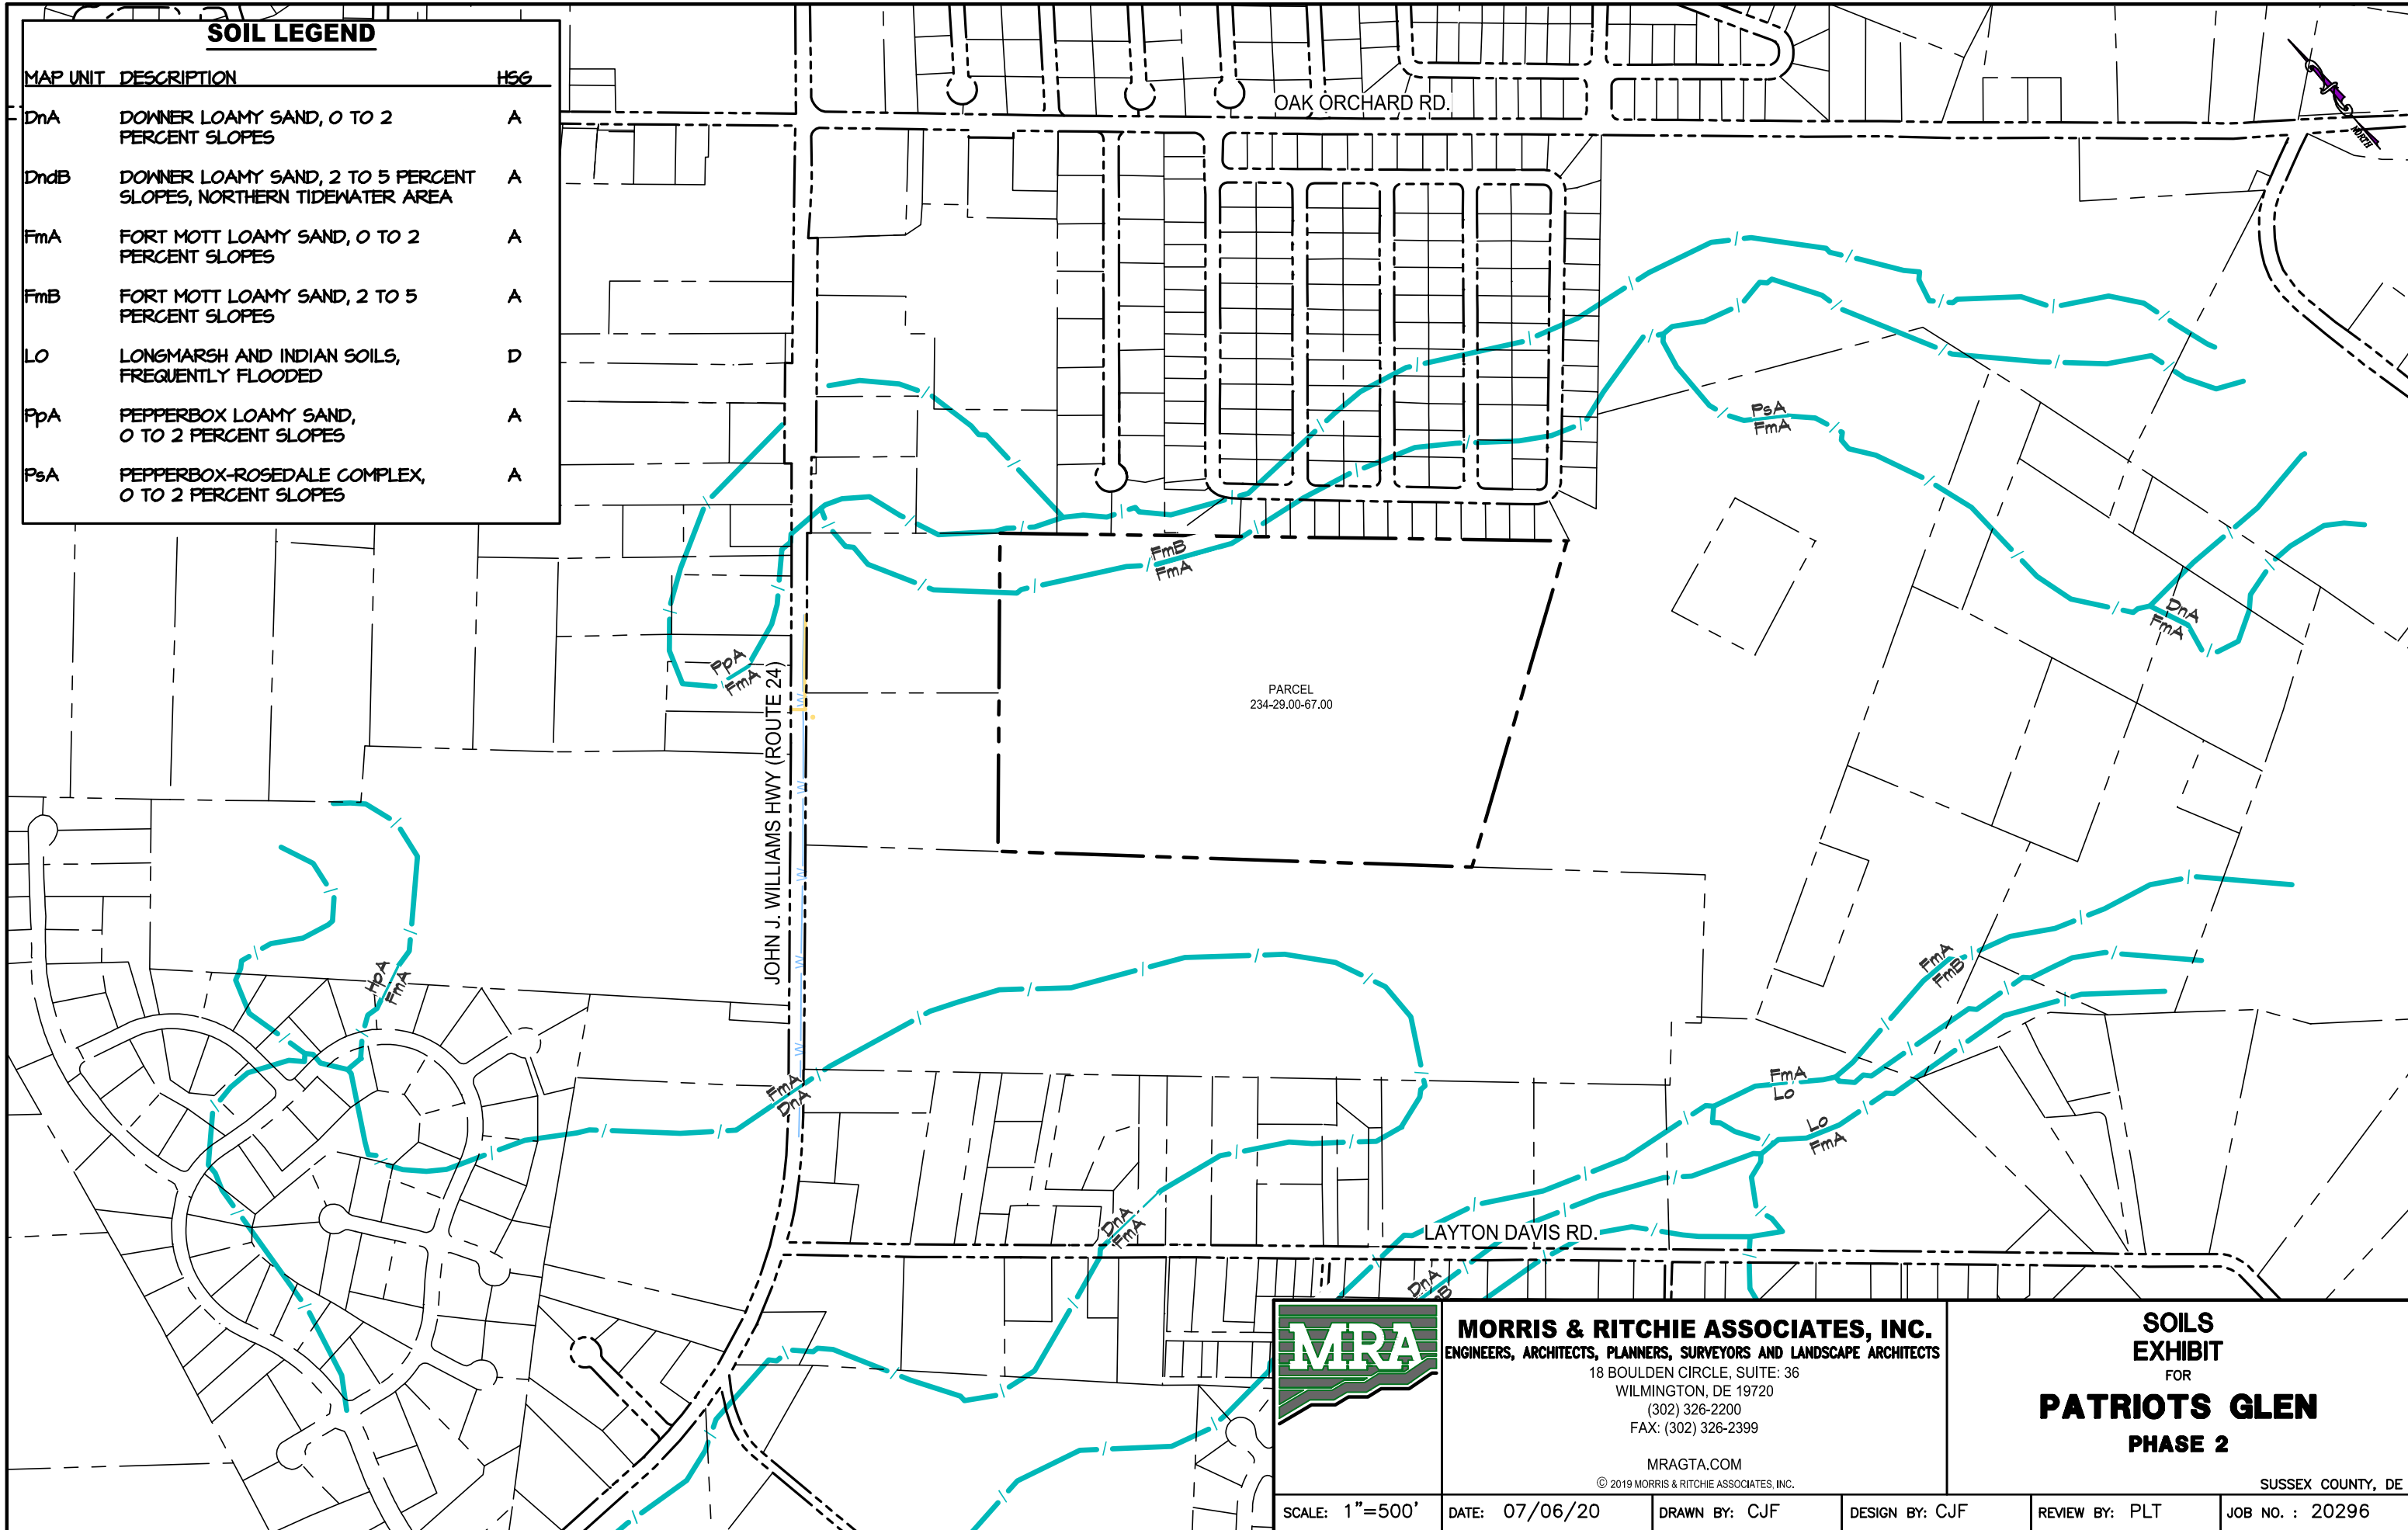 SOIL LEGEND
MAP UNIT DESCRIPTION HSG
DnA DOWNER LOAMY SAND, 0 TO 2 A
PERCENT SLOPES
DndB DOWNER LOAMY SAND, 2 TO 5 PERCENT A
SLOPES, NORTHERN TIDEWATER AREA
FmA FORT MOTT LOAMY SAND, 0 TO 2 A
PERCENT SLOPES
FmB FORT MOTT LOAMY SAND, 2 TO 5 A
PERCENT SLOPES
LO LONGMARSH AND INDIAN SOILS, D
FREQUENTLY FLOODED
PpA PEPPERBOX LOAMY SAND, A
0 TO 2 PERCENT SLOPES
PsA PEPPERBOX-ROSEDALE COMPLEX, A
0 TO 2 PERCENT SLOPES
OAK ORCHARD RD.
NORTH
PsA
FmA
FmB
FmA
DnA
FmA
PpA
FmA
JOHN J. WILLIAMS HWY (ROUTE 24)
W
W
W
W
W
PARCEL
234-29.00-67.00
HpA
FmA
FmA
FmB
FmA
DnA
FmA
Lo
Lo
FmA
DnA
FmA
LAYTON DAVIS RD.
DnA
B
MRA
MORRIS & RITCHIE ASSOCIATES, INC.
ENGINEERS, ARCHITECTS, PLANNERS, SURVEYORS AND LANDSCAPE ARCHITECTS
18 BOULDEN CIRCLE, SUITE: 36
WILMINGTON, DE 19720
(302) 326-2200
FAX: (302) 326-2399
MRAGTA.COM
© 2019 MORRIS & RITCHIE ASSOCIATES, INC.
SOILS
EXHIBIT
FOR
PATRIOTS GLEN
PHASE 2
SUSSEX COUNTY, DE
SCALE: 1"=500' DATE: 07/06/20 DRAWN BY: CJF DESIGN BY: CJF REVIEW BY: PLT JOB NO. : 20296